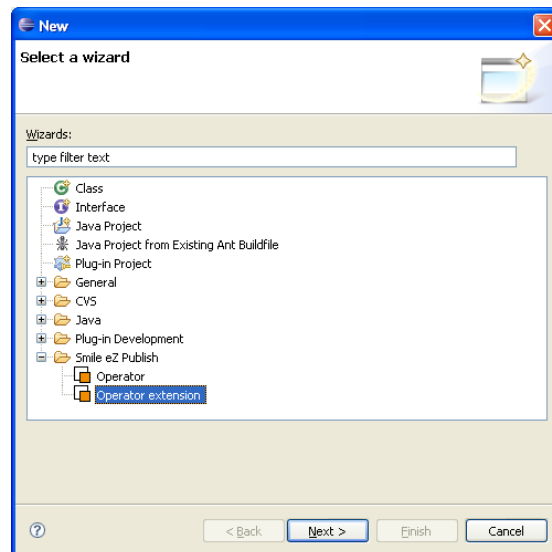 New
Select a wizard
Wizards:
type filter text
Class
Interface
Java Project
Java Project from Existing Ant Buildfile
Plug-in Project
General
CVS
Java
Plug-in Development
Smile eZ Publish
Operator
Operator extension
? < Back Next > Finish Cancel